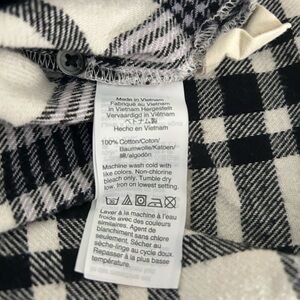 Made in Vietnam
Fabriqué au Vietnam
In Vietnam Hergestellt
Vervaardigd in Vietnam
ベトナム製
Hecho en Vietnam
100% Cotton/Coton/
Baumwolle/Katoen/
綿/algodón
Machine wash cold with
like colors. Non-chlorine
bleach only. Tumble dry
low. Iron on lowest setting.
Laver à la machine à l'eau
froide avec des couleurs
similaires. Agent de
blanchiment sans chlore
seulement. Sécher au
sèche-linge au cycle doux.
Repasser à la plus basse
température.